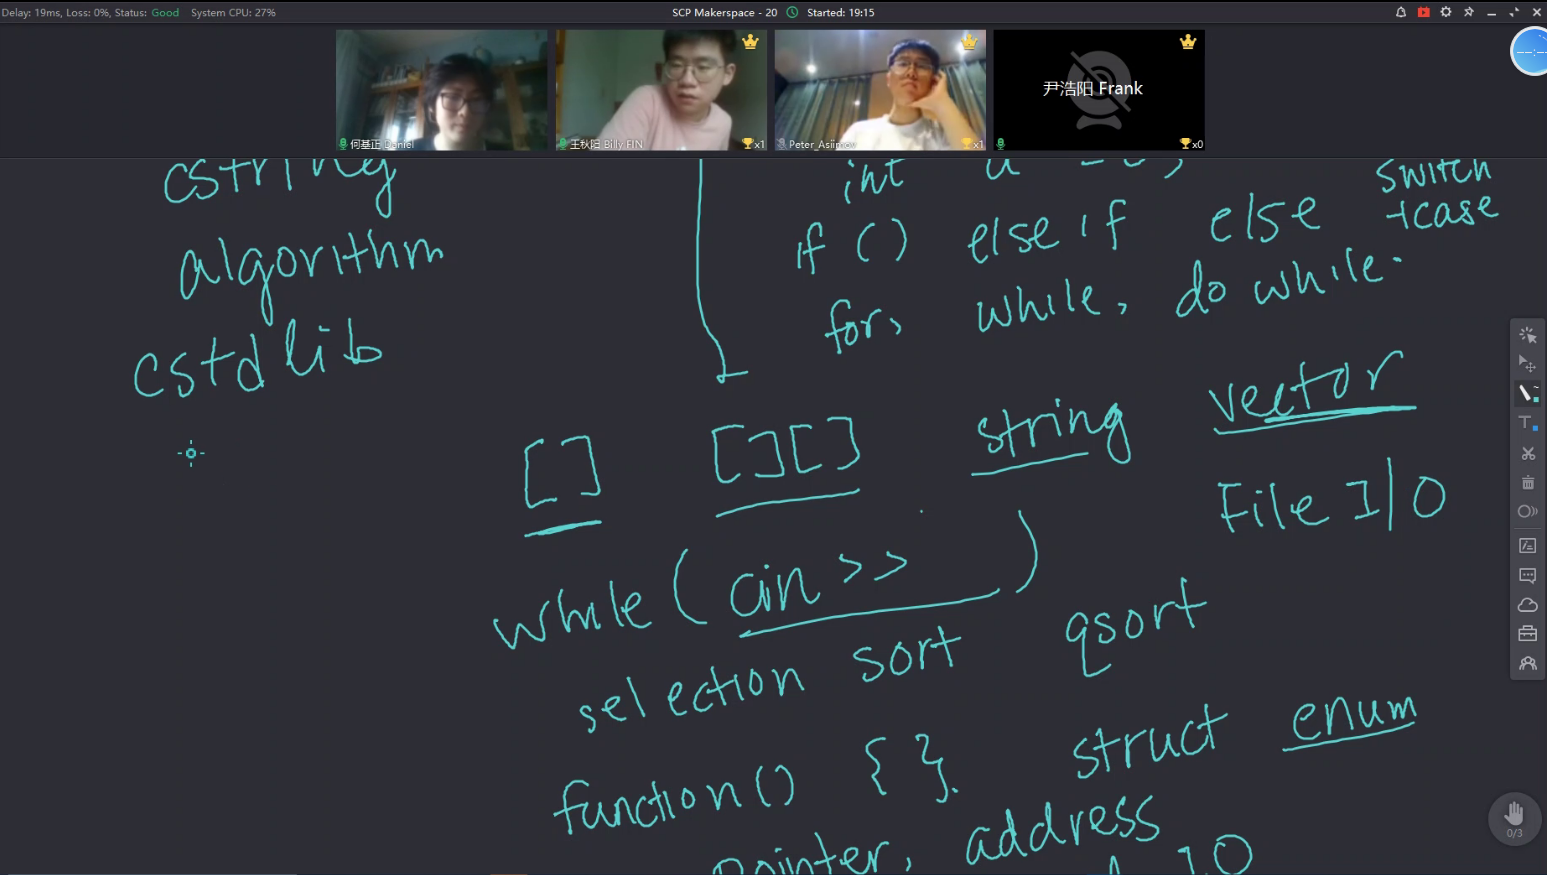 Delay: 19ms, Loss: 0%, Status: Good System CPU: 27%
SCP Makerspace - 20 Started: 19:15
何基正 Daniel
王秋阳 Billy FIN x1
Peter_Asiimov x1
尹浩阳 Frank
x0
cstring
algorithm
cstdlib
int a
if () else if else switch
+case
for, while, do while.
[] [][] string vector
File I/O
while (cin >> )
selection sort qsort
function() { }. struct enum
pointer, address
10
T
0/3